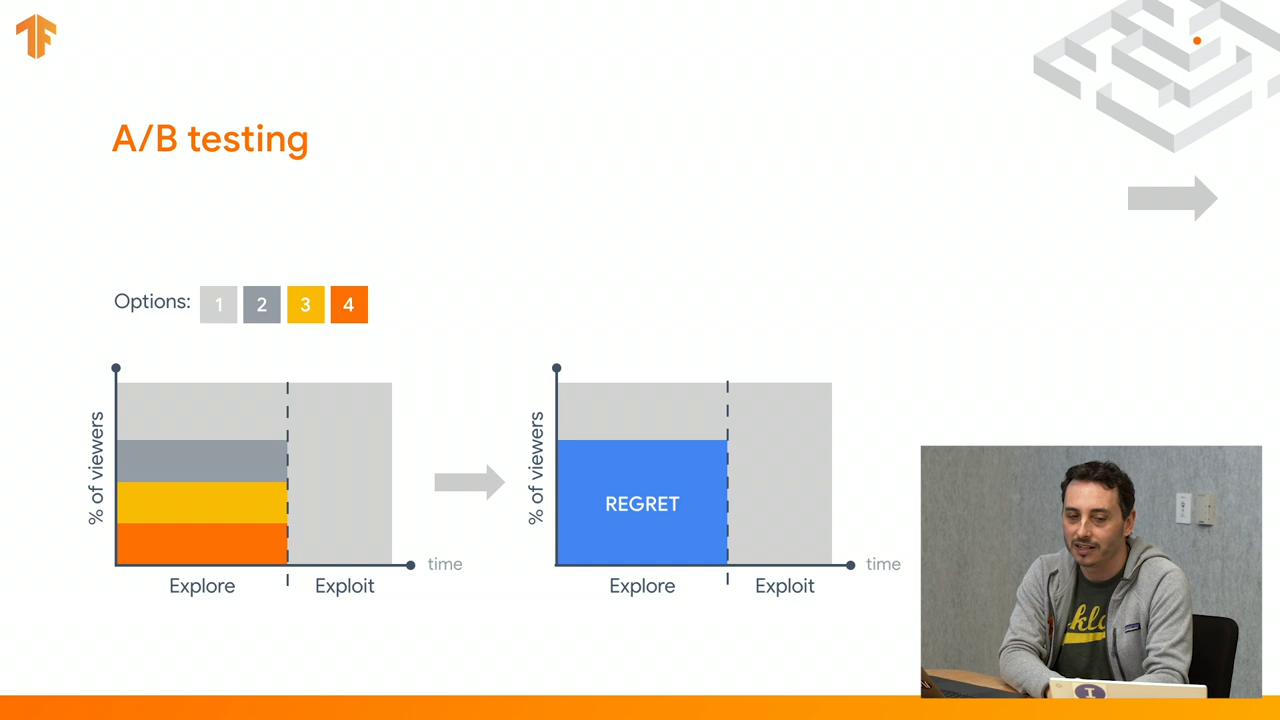 A/B testing
Options: 1 2 3 4
% of viewers
Explore
Exploit
time
% of viewers
REGRET
Explore
Exploit
time